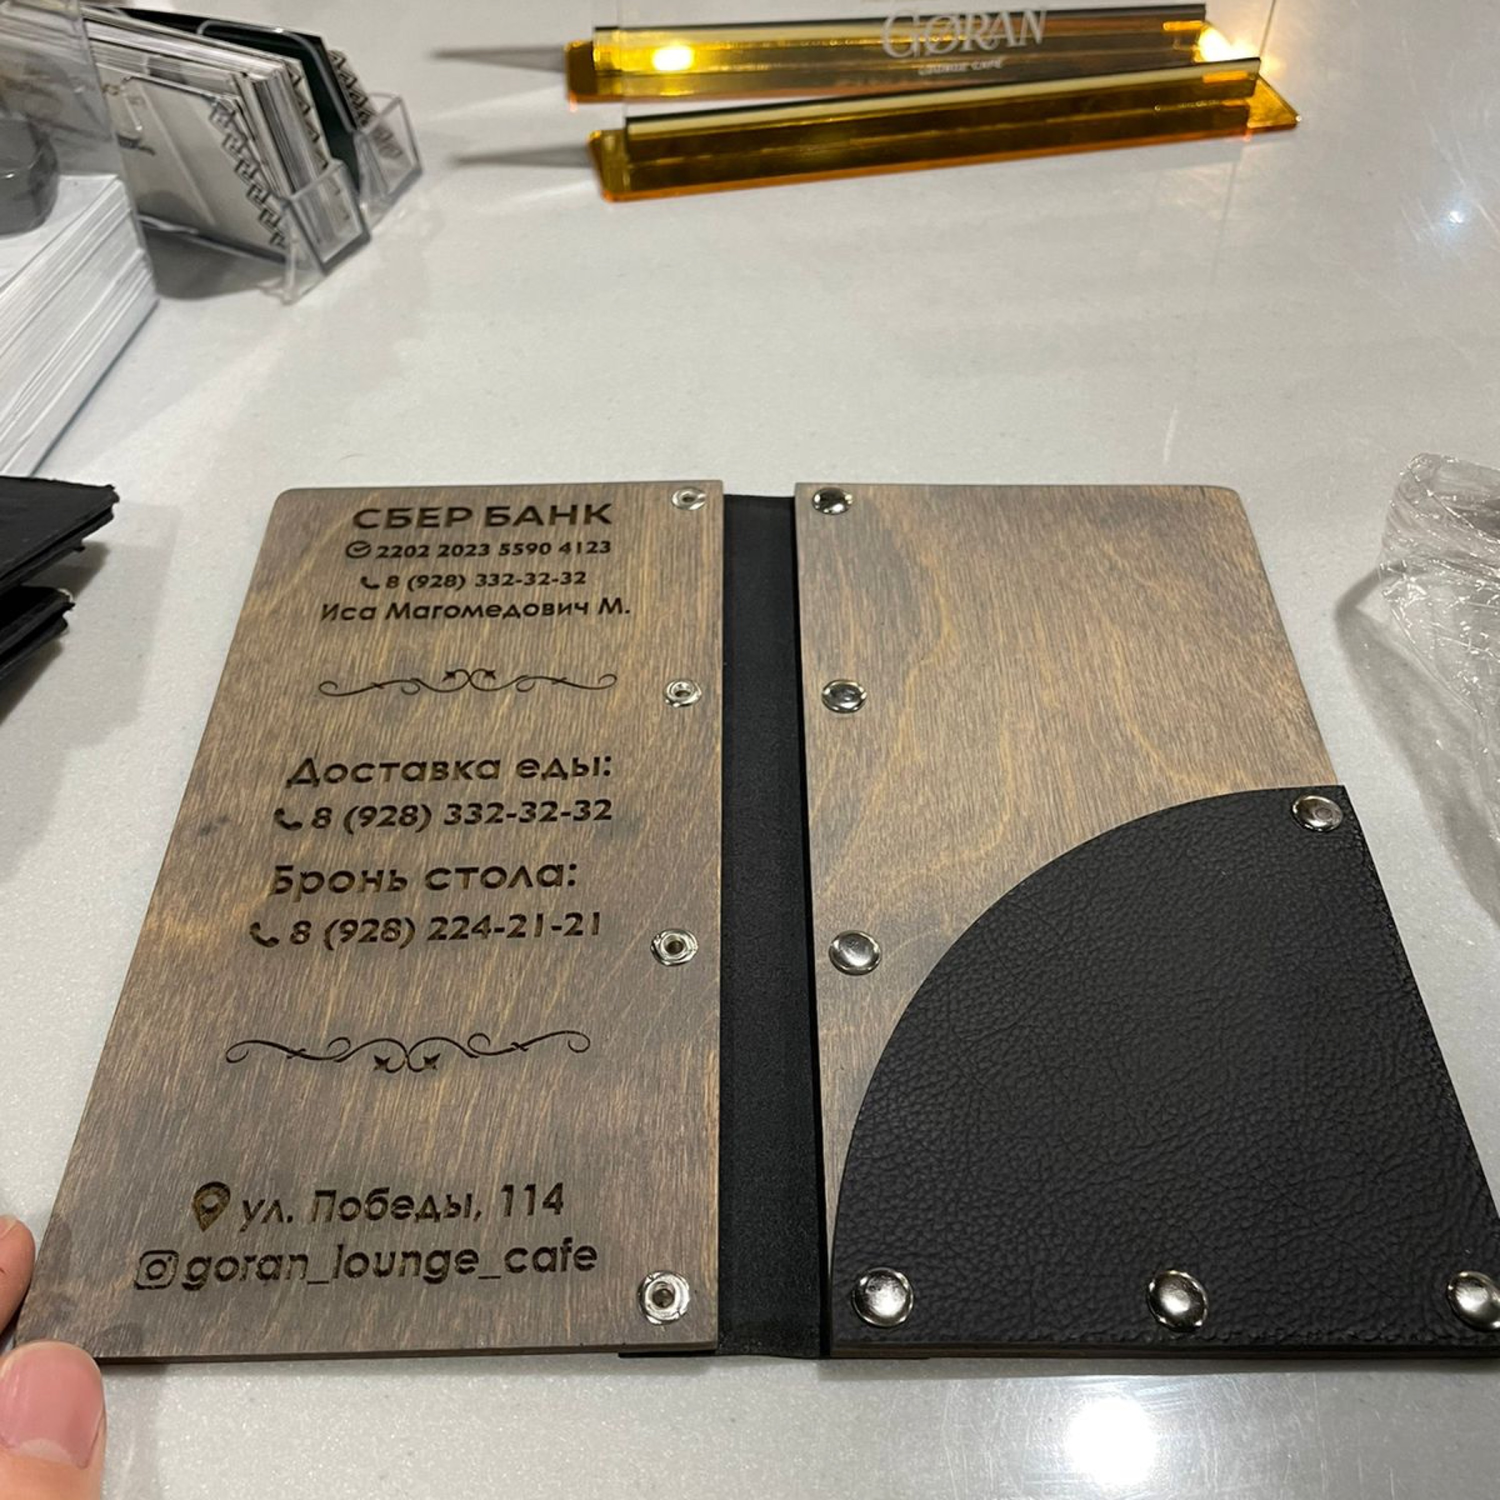 GØRAN
LOUNGE CAFE
СБЕР БАНК
2202 2023 5590 4123
8 (928) 332-32-32
Иса Магомедович М.
Доставка еды:
8 (928) 332-32-32
Бронь стола:
8 (928) 224-21-21
ул. Победы, 114
goran_lounge_cafe